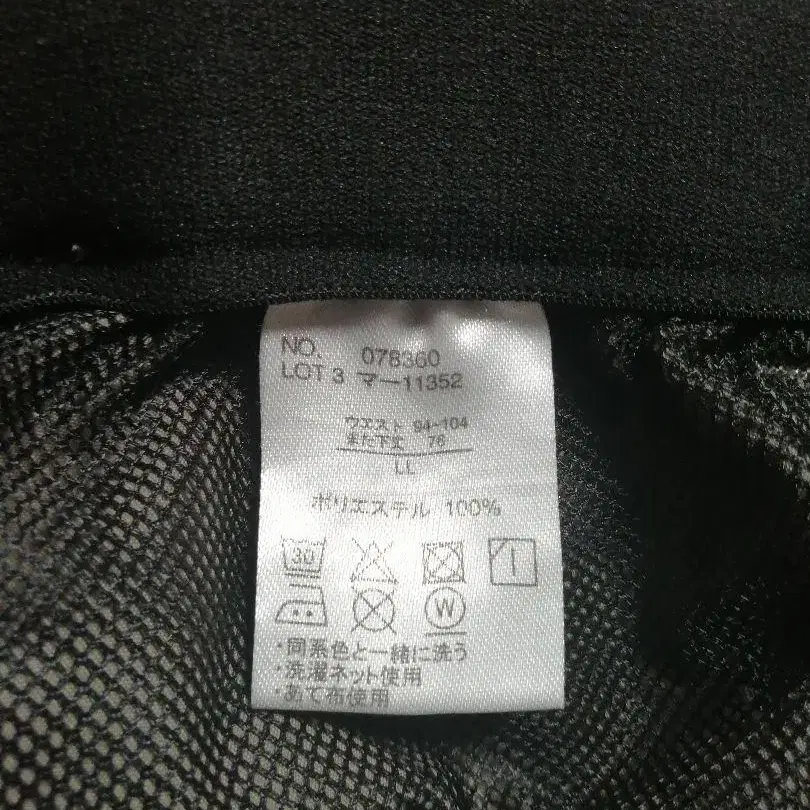 NO. 078360
LOT 3 マー11352
ウエスト 94-104
また下丈 76
LL
ポリエステル 100%
30
W
・同系色と一緒に洗う
・洗濯ネット使用
・あて布使用